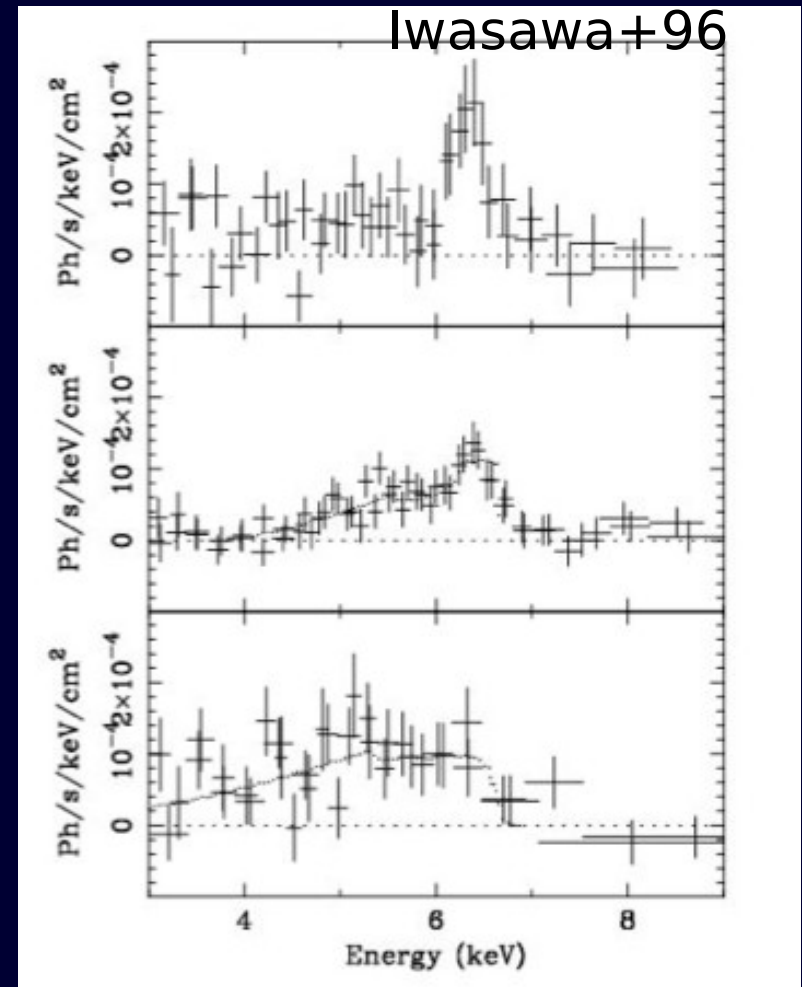 Iwasawa+96
Ph/s/keV/cm²
0 10⁻⁴ 2×10⁻⁴
Ph/s/keV/cm²
0 10⁻⁴ 2×10⁻⁴
Ph/s/keV/cm²
0 10⁻⁴ 2×10⁻⁴
4 6 8
Energy (keV)